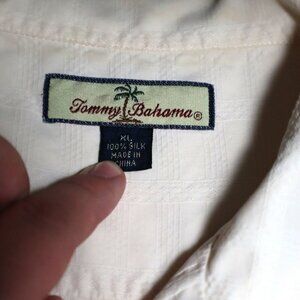 Tommy Bahama®
XL
100% SILK
MADE IN
CHINA